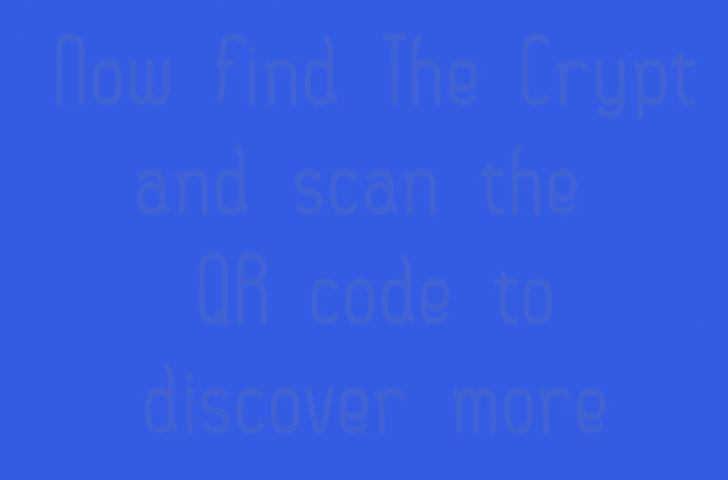 Now find The Crypt
and scan the
QR code to
discover more